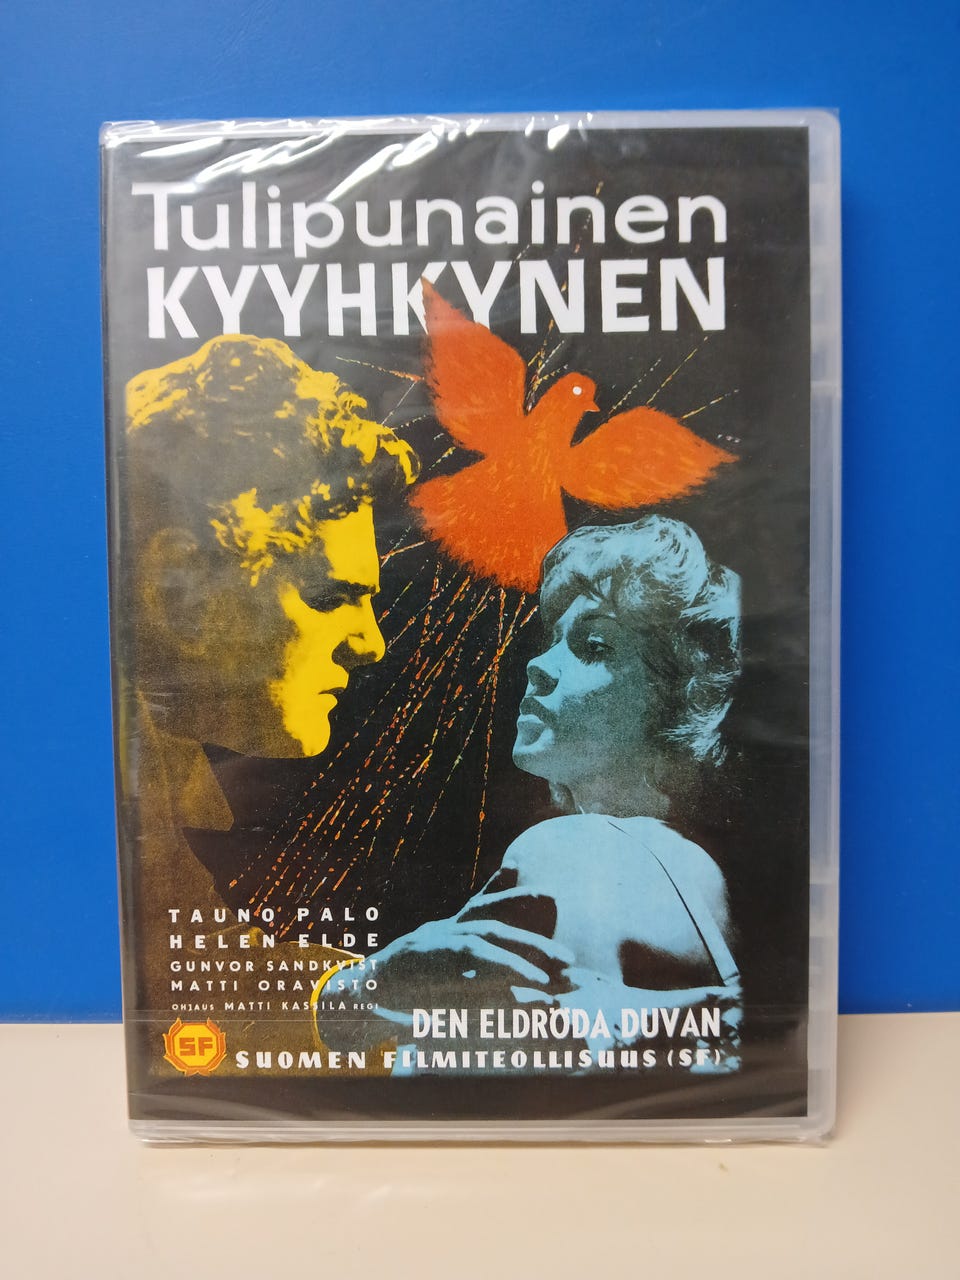 Tulipunainen
KYYHKYNEN
TAUNO PALO
HELEN ELDE
GUNVOR SANDKVIST
MATTI ORAVISTO
OHJAUS MATTI KASSILA REGI
DEN ELDRÖDA DUVAN
SF SUOMEN FILMITEOLLISUUS (SF)